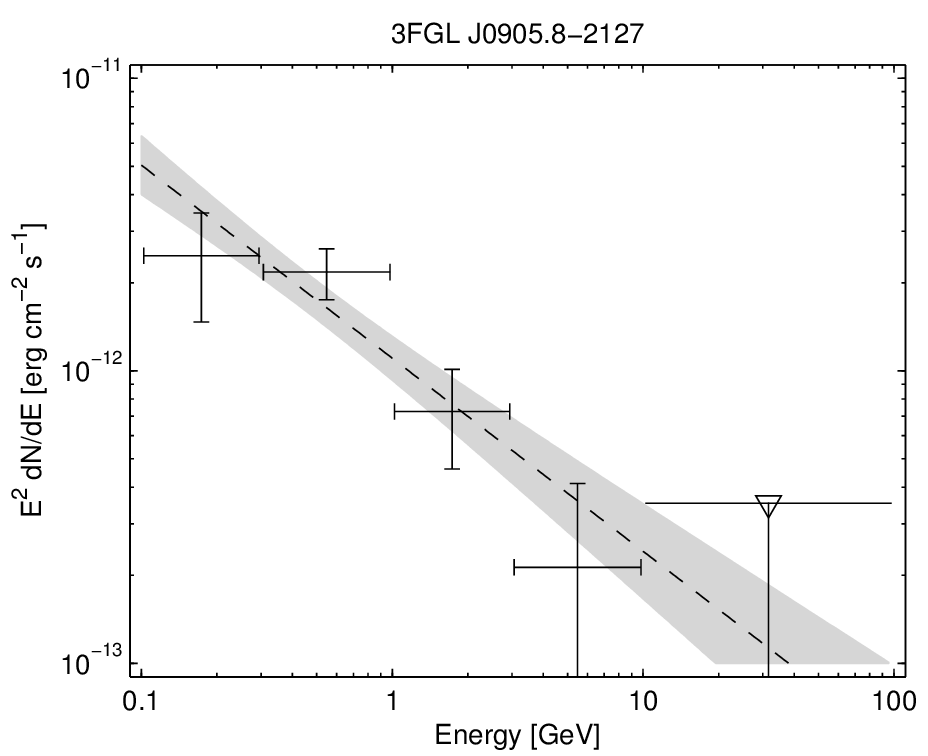 3FGL J0905.8−2127
10⁻¹¹
10⁻¹²
10⁻¹³
E² dN/dE [erg cm⁻² s⁻¹]
0.1 1 10 100
Energy [GeV]